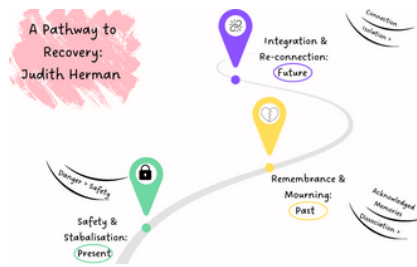 A Pathway to
Recovery:
Judith Herman
Integration &
Re-connection:
Future
Connection
Isolation >
Danger > Safety
Remembrance &
Mourning:
Past
Acknowledged
Memories
Dissociation >
Safety &
Stabalisation:
Present